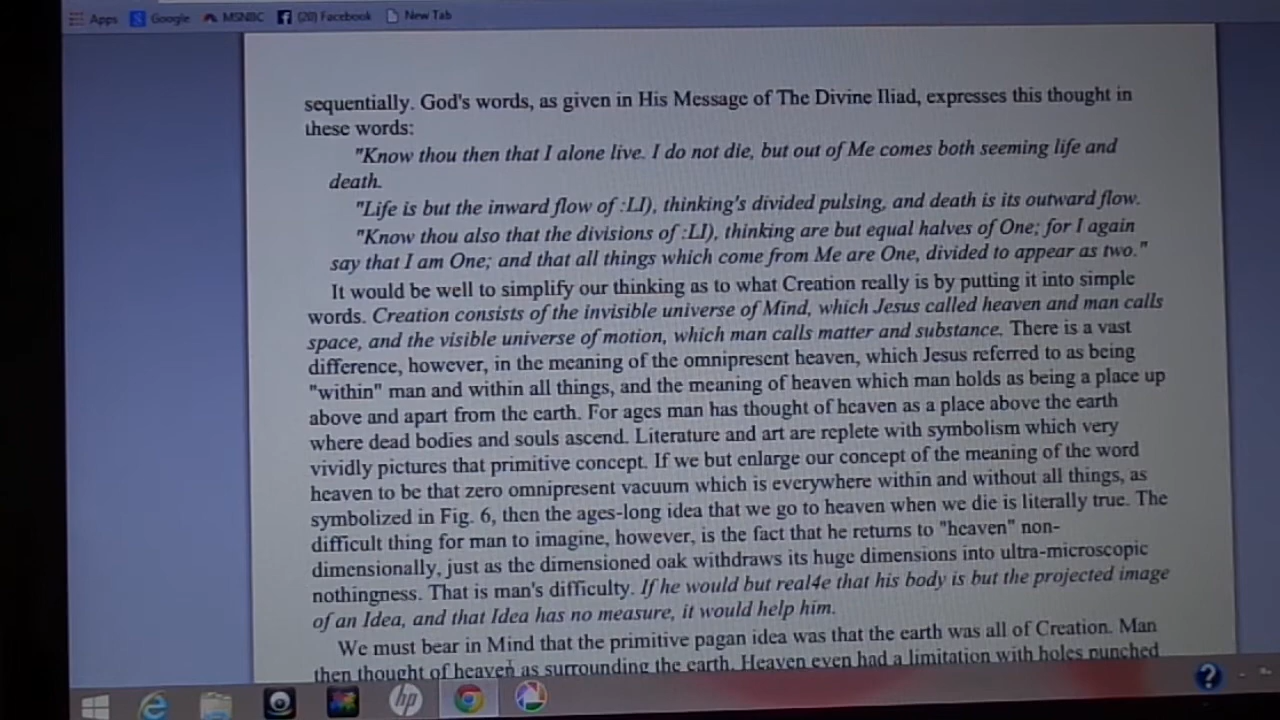 Apps Google MSNBC (20) Facebook New Tab
sequentially. God's words, as given in His Message of The Divine Iliad, expresses this thought in
these words:
"Know thou then that I alone live. I do not die, but out of Me comes both seeming life and
death.
"Life is but the inward flow of :LI), thinking's divided pulsing, and death is its outward flow.
"Know thou also that the divisions of :LI), thinking are but equal halves of One; for I again
say that I am One; and that all things which come from Me are One, divided to appear as two."
It would be well to simplify our thinking as to what Creation really is by putting it into simple
words. Creation consists of the invisible universe of Mind, which Jesus called heaven and man calls
space, and the visible universe of motion, which man calls matter and substance. There is a vast
difference, however, in the meaning of the omnipresent heaven, which Jesus referred to as being
"within" man and within all things, and the meaning of heaven which man holds as being a place up
above and apart from the earth. For ages man has thought of heaven as a place above the earth
where dead bodies and souls ascend. Literature and art are replete with symbolism which very
vividly pictures that primitive concept. If we but enlarge our concept of the meaning of the word
heaven to be that zero omnipresent vacuum which is everywhere within and without all things, as
symbolized in Fig. 6, then the ages-long idea that we go to heaven when we die is literally true. The
difficult thing for man to imagine, however, is the fact that he returns to "heaven" non-
dimensionally, just as the dimensioned oak withdraws its huge dimensions into ultra-microscopic
nothingness. That is man's difficulty. If he would but real4e that his body is but the projected image
of an Idea, and that Idea has no measure, it would help him.
We must bear in Mind that the primitive pagan idea was that the earth was all of Creation. Man
then thought of heaven as surrounding the earth. Heaven even had a limitation with holes punched
hp
?